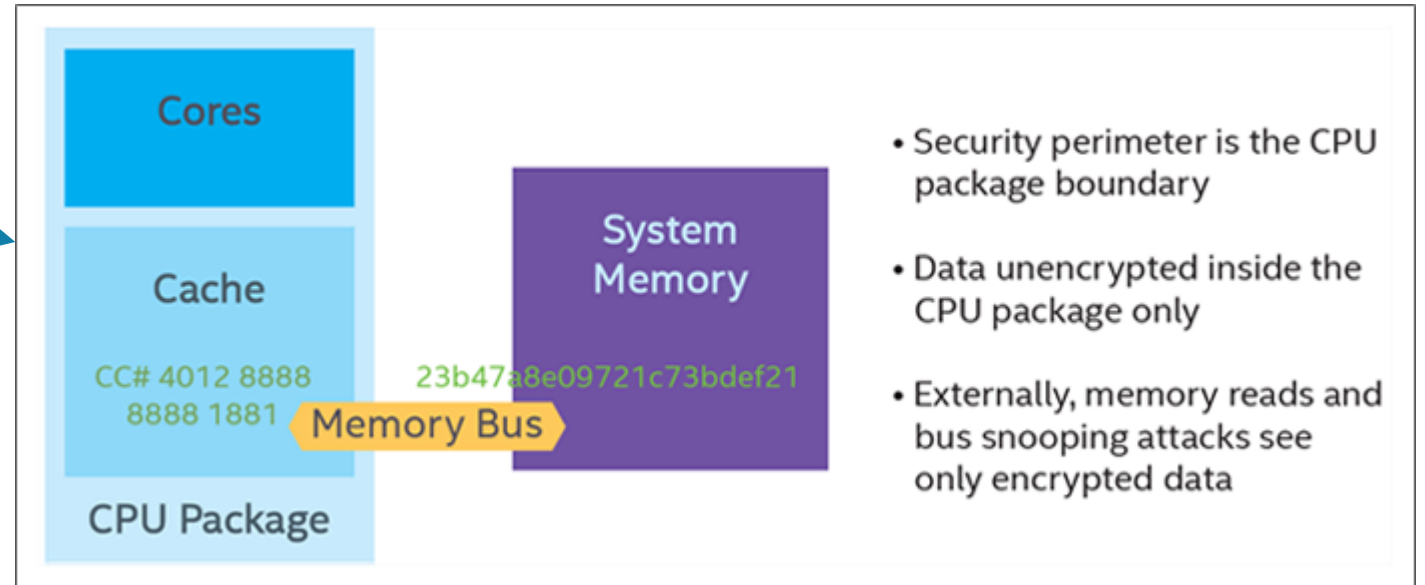 Cores
Cache
CC# 4012 8888
8888 1881
CPU Package
Memory Bus
System
Memory
23b47a8e09721c73bdef21
• Security perimeter is the CPU
package boundary
• Data unencrypted inside the
CPU package only
• Externally, memory reads and
bus snooping attacks see
only encrypted data